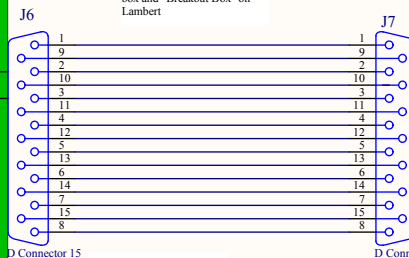 box and "Breakout Box" on
Lambert
J6
J7
1 1
9 9
2 2
10 10
3 3
11 11
4 4
12 12
5 5
13 13
6 6
14 14
7 7
15 15
8 8
D Connector 15
D Conn